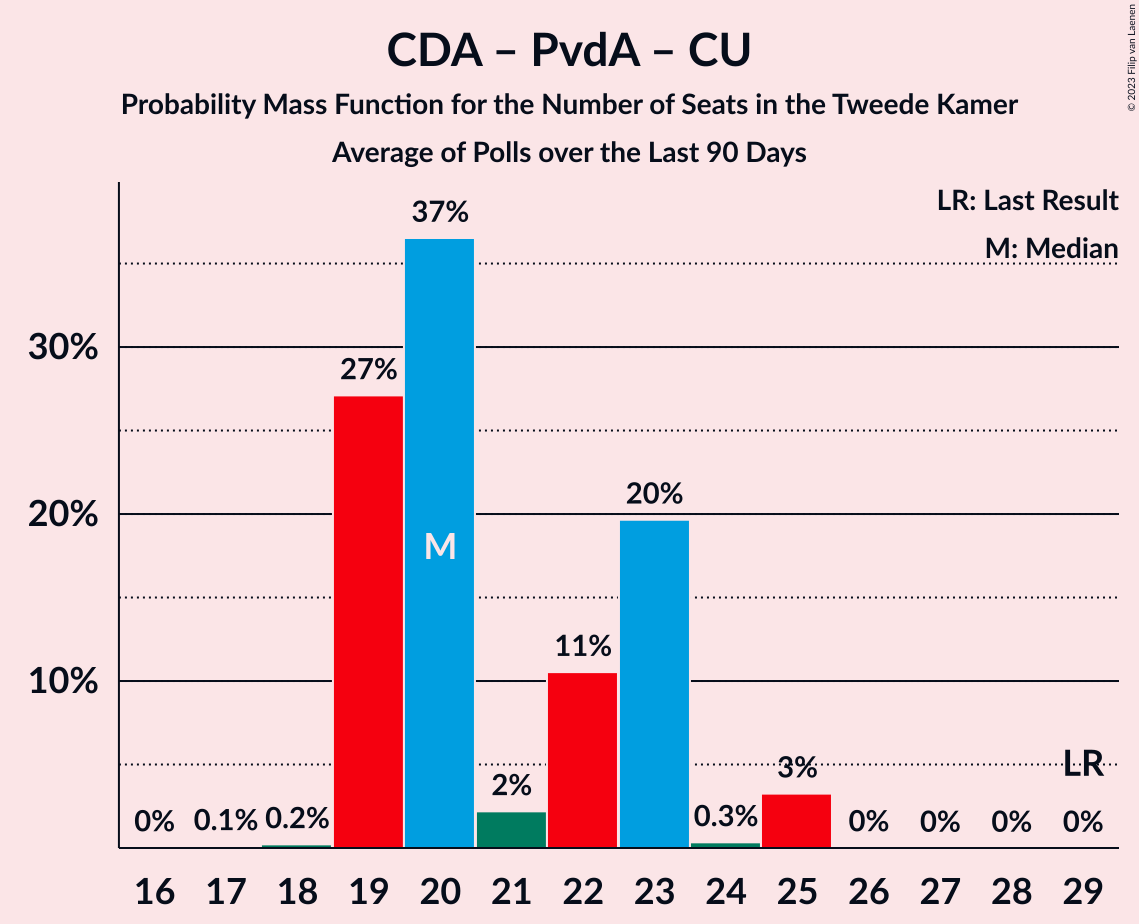 CDA – PvdA – CU
Probability Mass Function for the Number of Seats in the Tweede Kamer
Average of Polls over the Last 90 Days
© 2023 Filip van Laenen
LR: Last Result
M: Median
37%
30%
27%
20%
20%
M
11%
10%
LR
3%
2%
0%
0.1%
0.2%
0.3%
0%
0%
0%
0%
16 17 18 19 20 21 22 23 24 25 26 27 28 29